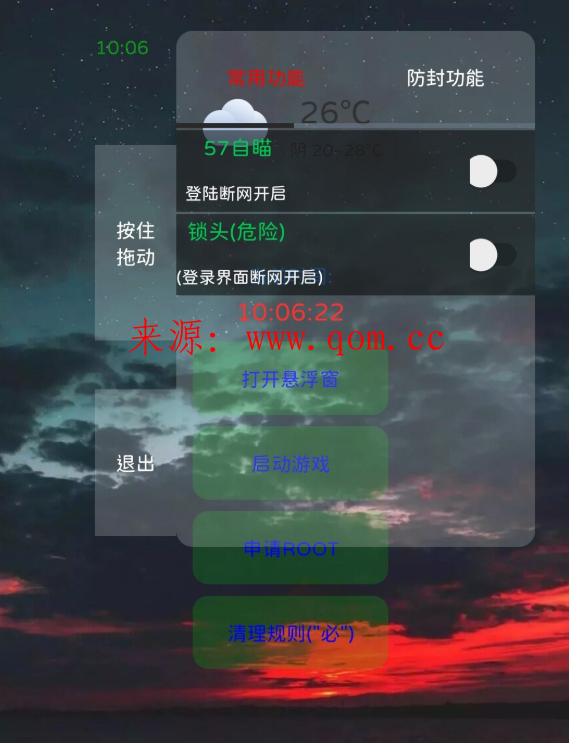 10:06
常用功能
防封功能
26°C
57自瞄
阴 20~28°C
登陆断网开启
锁头(危险)
按住
拖动
(登录界面断网开启)
10:06:22
来源: www.qom.cc
打开悬浮窗
退出
启动游戏
申请ROOT
清理规则("必")